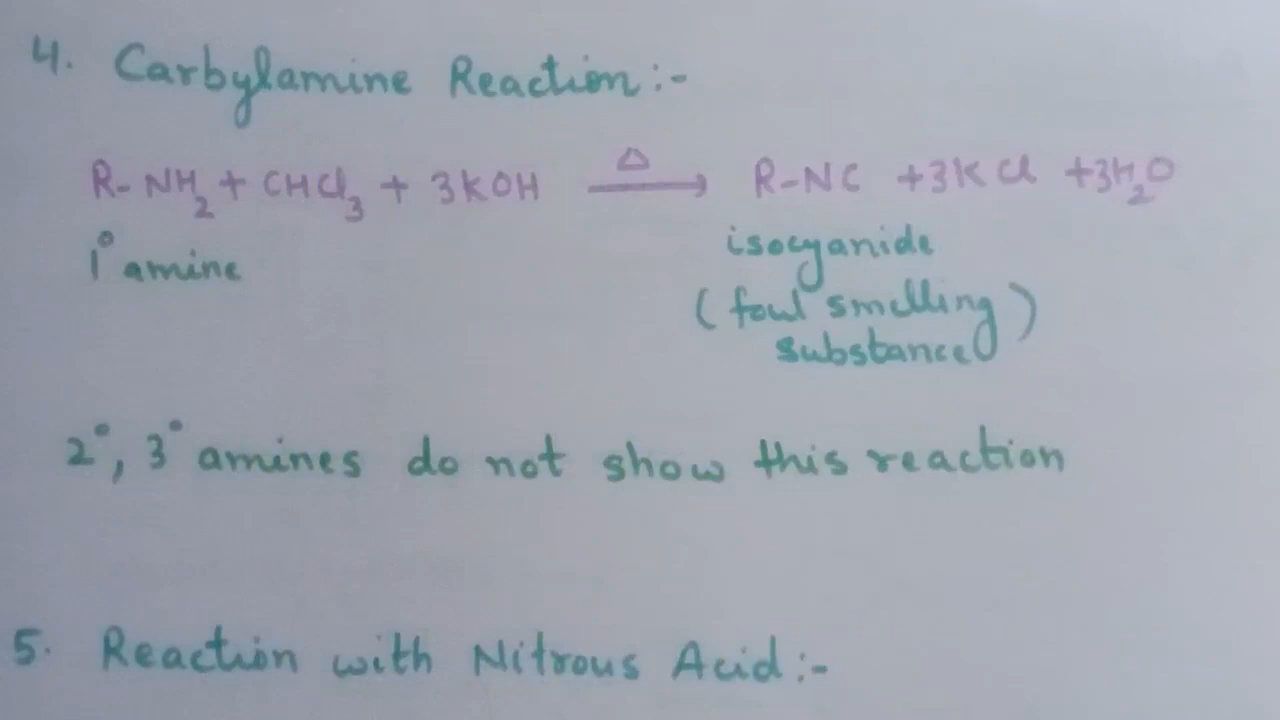 4. Carbylamine Reaction:-
R-NH₂ + CHCl₃ + 3KOH →Δ R-NC +3KCl +3H₂O
1° amine
isocyanide
(foul smelling substance)
2°, 3° amines do not show this reaction
5. Reaction with Nitrous Acid:-